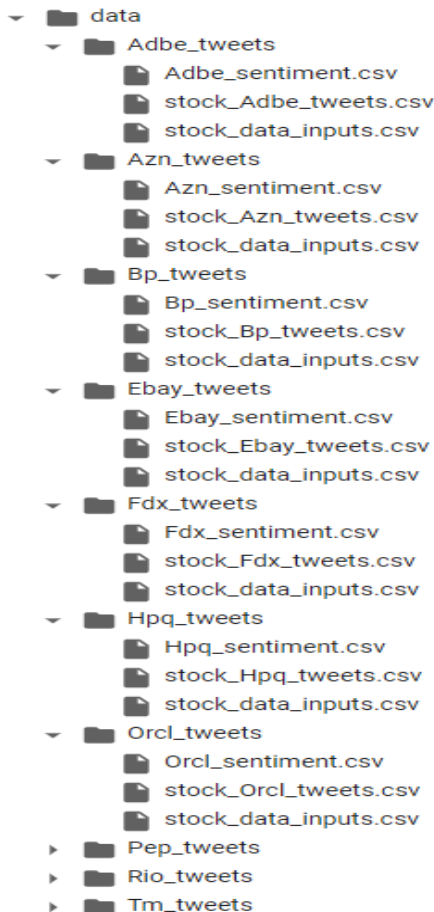 data
Adbe_tweets
Adbe_sentiment.csv
stock_Adbe_tweets.csv
stock_data_inputs.csv
Azn_tweets
Azn_sentiment.csv
stock_Azn_tweets.csv
stock_data_inputs.csv
Bp_tweets
Bp_sentiment.csv
stock_Bp_tweets.csv
stock_data_inputs.csv
Ebay_tweets
Ebay_sentiment.csv
stock_Ebay_tweets.csv
stock_data_inputs.csv
Fdx_tweets
Fdx_sentiment.csv
stock_Fdx_tweets.csv
stock_data_inputs.csv
Hpq_tweets
Hpq_sentiment.csv
stock_Hpq_tweets.csv
stock_data_inputs.csv
Orcl_tweets
Orcl_sentiment.csv
stock_Orcl_tweets.csv
stock_data_inputs.csv
Pep_tweets
Rio_tweets
Tm_tweets